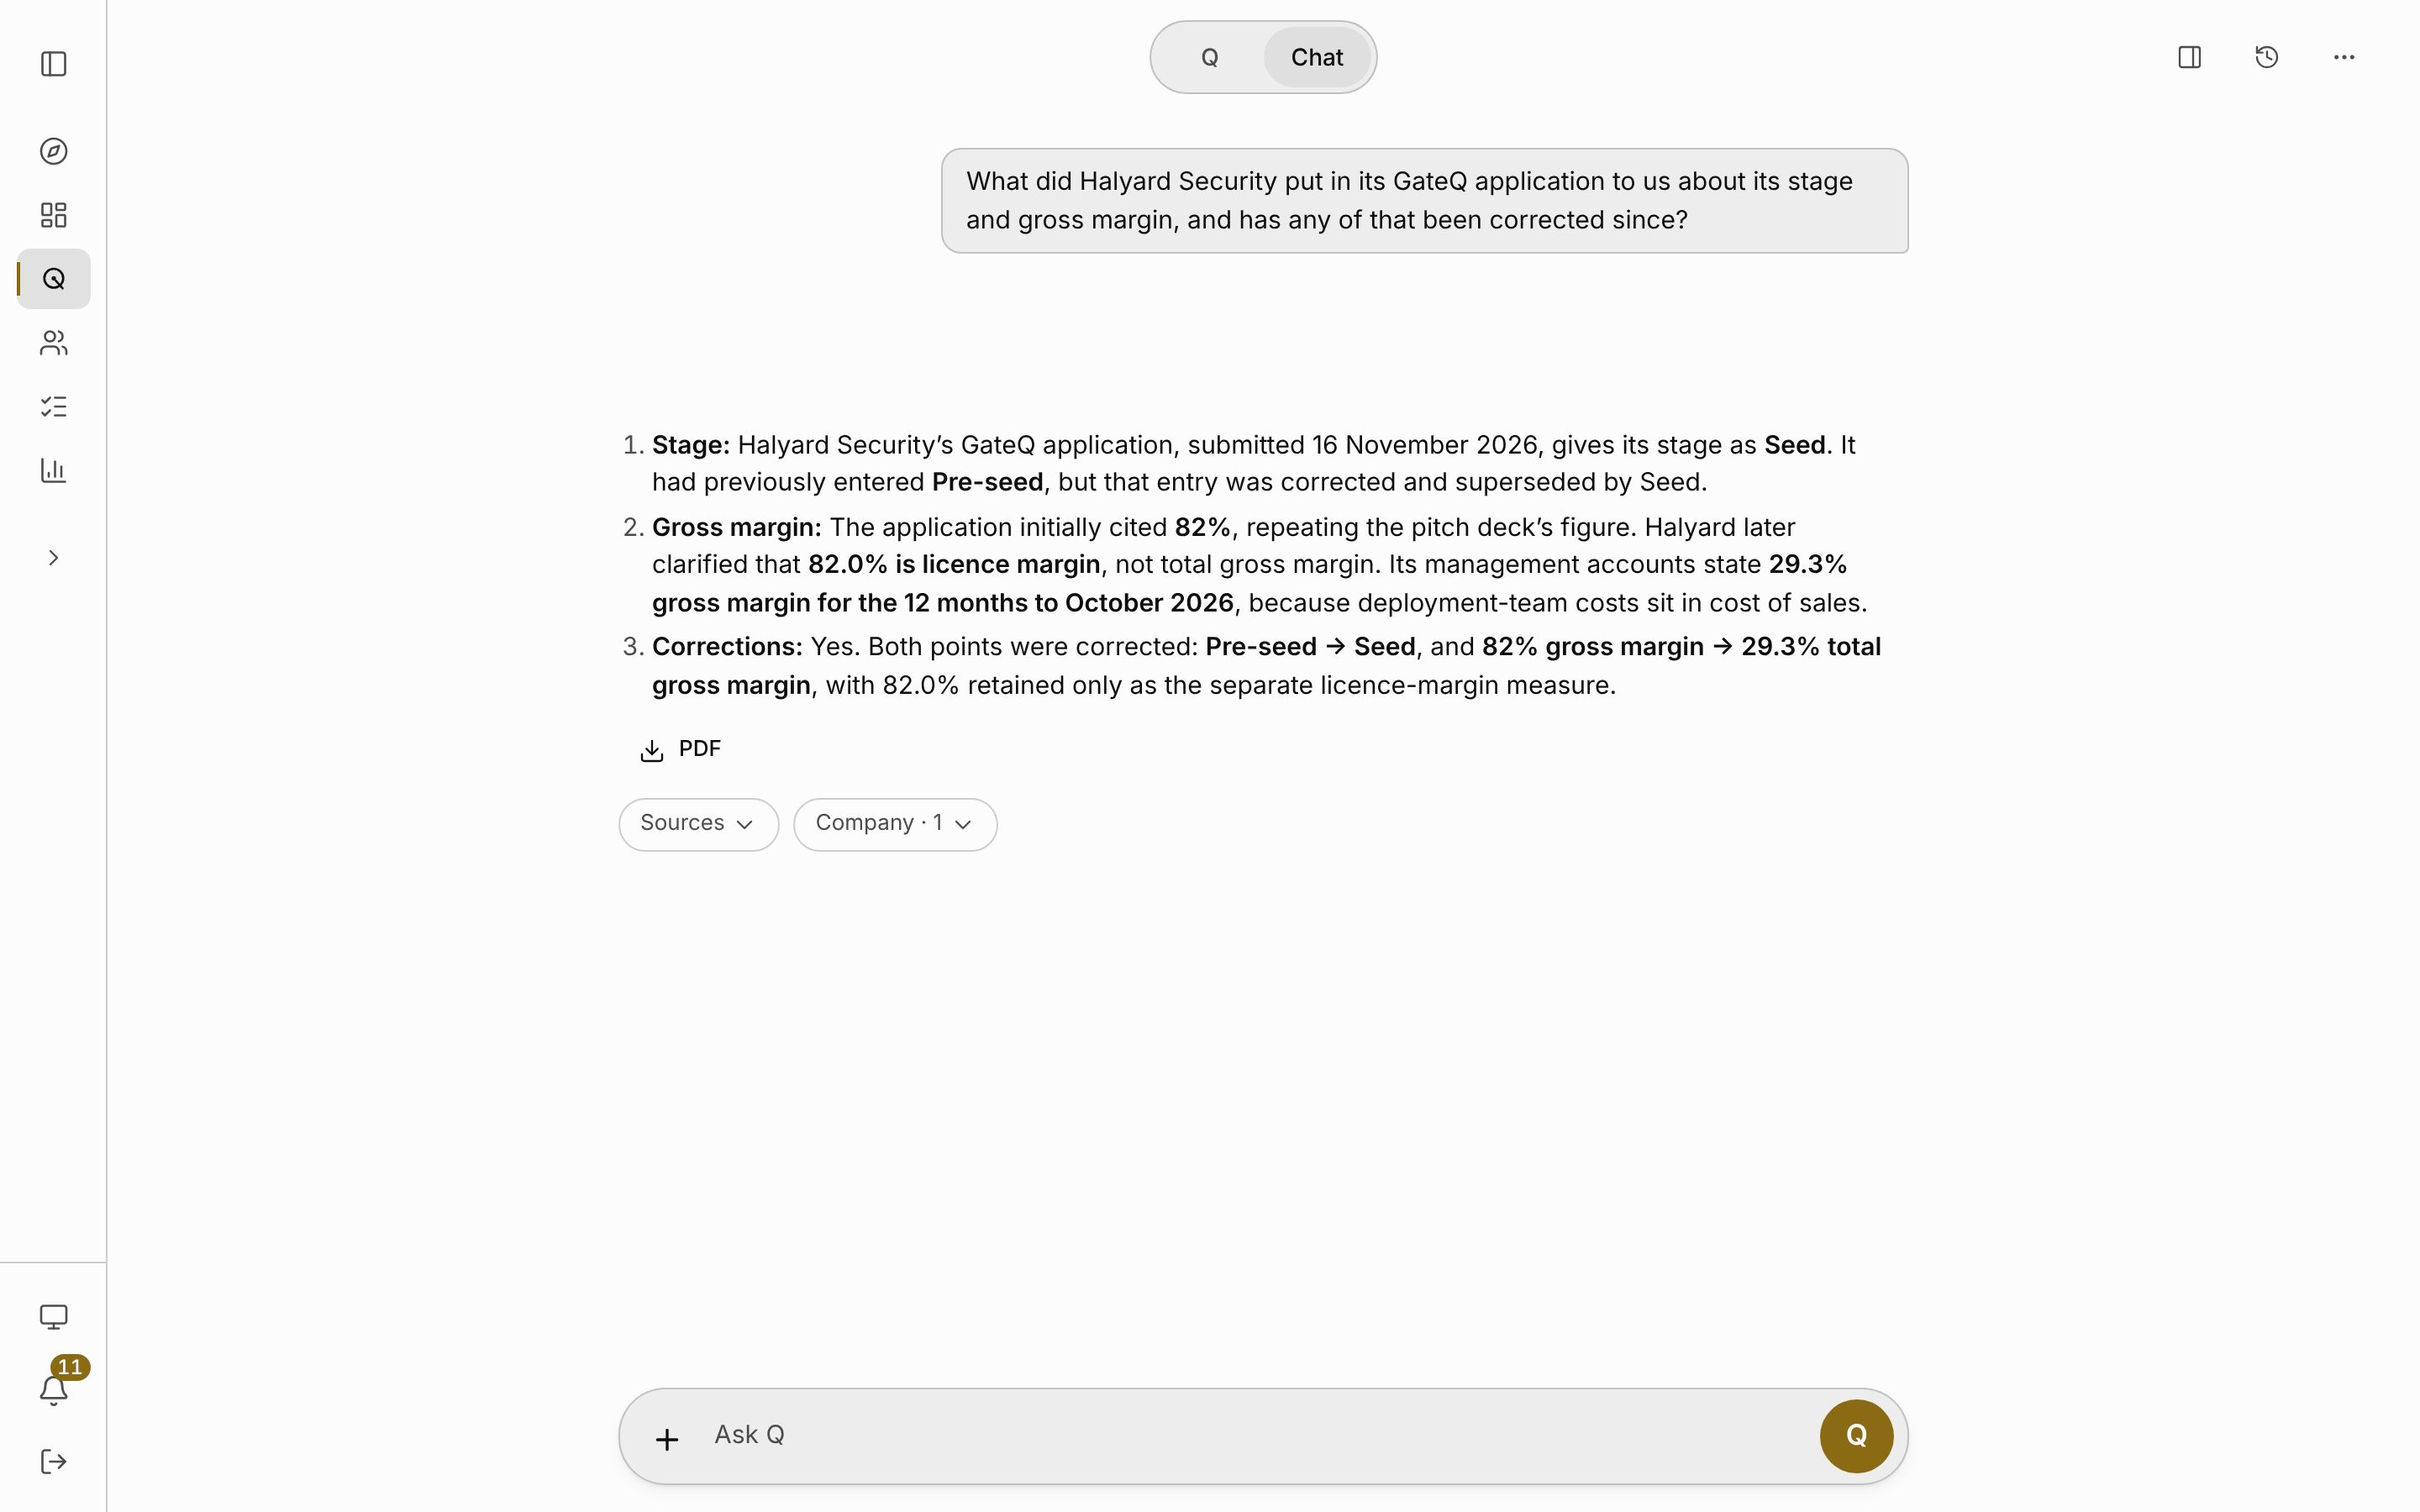 Q Chat
What did Halyard Security put in its GateQ application to us about its stage
and gross margin, and has any of that been corrected since?
1. Stage: Halyard Security’s GateQ application, submitted 16 November 2026, gives its stage as Seed. It
had previously entered Pre-seed, but that entry was corrected and superseded by Seed.
2. Gross margin: The application initially cited 82%, repeating the pitch deck’s figure. Halyard later
clarified that 82.0% is licence margin, not total gross margin. Its management accounts state 29.3%
gross margin for the 12 months to October 2026, because deployment-team costs sit in cost of sales.
3. Corrections: Yes. Both points were corrected: Pre-seed → Seed, and 82% gross margin → 29.3% total
gross margin, with 82.0% retained only as the separate licence-margin measure.
PDF
Sources
Company · 1
11
Ask Q
Q